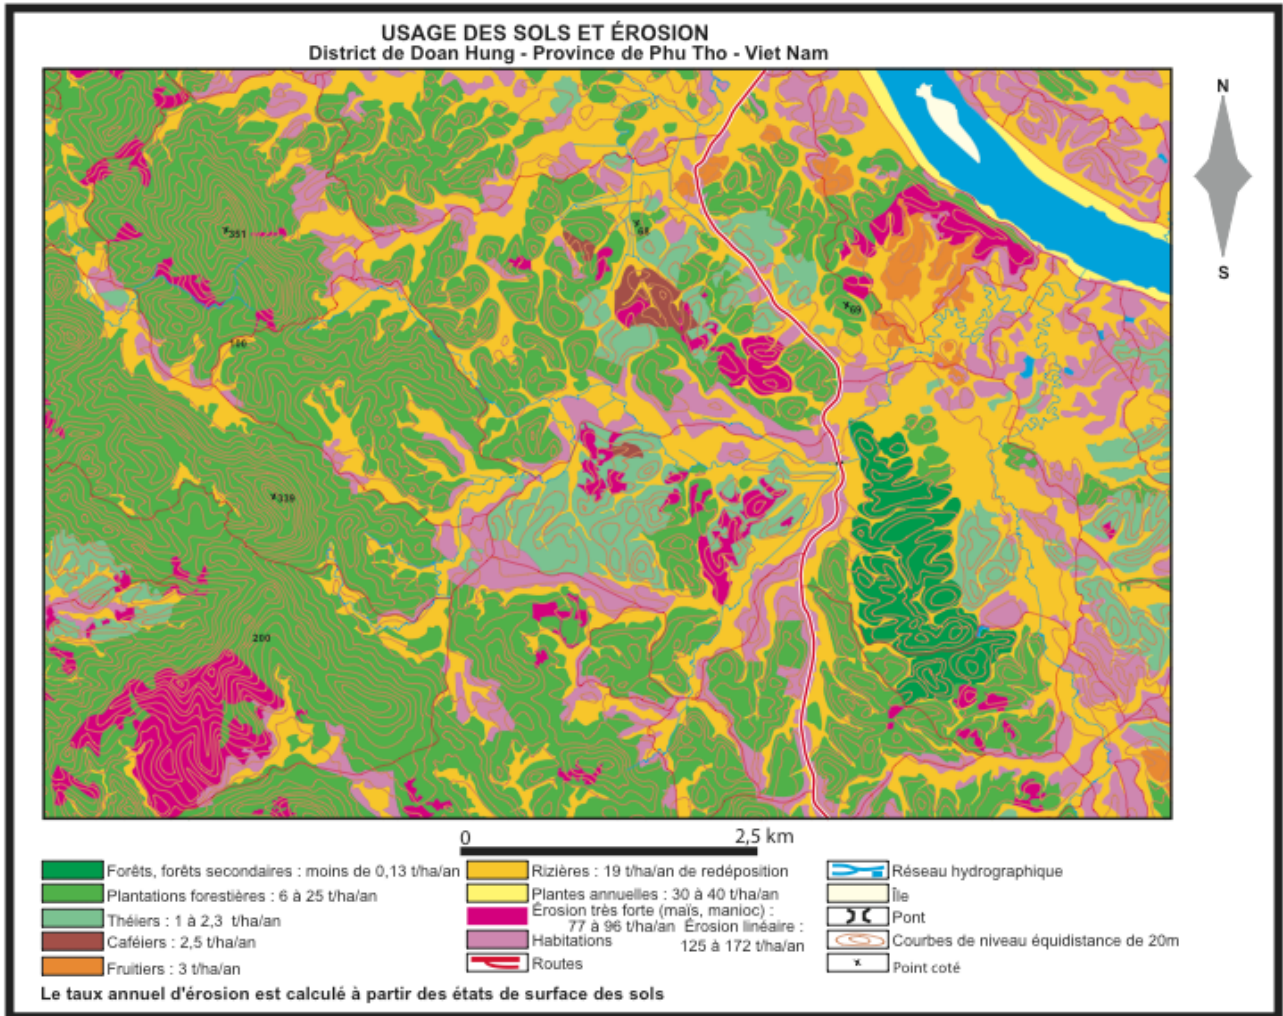 USAGE DES SOLS ET ÉROSION
District de Doan Hung - Province de Phu Tho - Viet Nam
N
S
351
68
69
186
339
200
0 2,5 km
Forêts, forêts secondaires : moins de 0,13 t/ha/an
Plantations forestières : 6 à 25 t/ha/an
Théiers : 1 à 2,3 t/ha/an
Caféiers : 2,5 t/ha/an
Fruitiers : 3 t/ha/an
Rizières : 19 t/ha/an de redéposition
Plantes annuelles : 30 à 40 t/ha/an
Érosion très forte (maïs, manioc) :
77 à 96 t/ha/an Érosion linéaire :
125 à 172 t/ha/an
Habitations
Routes
Réseau hydrographique
Île
Pont
Courbes de niveau équidistance de 20m
Point coté
Le taux annuel d'érosion est calculé à partir des états de surface des sols